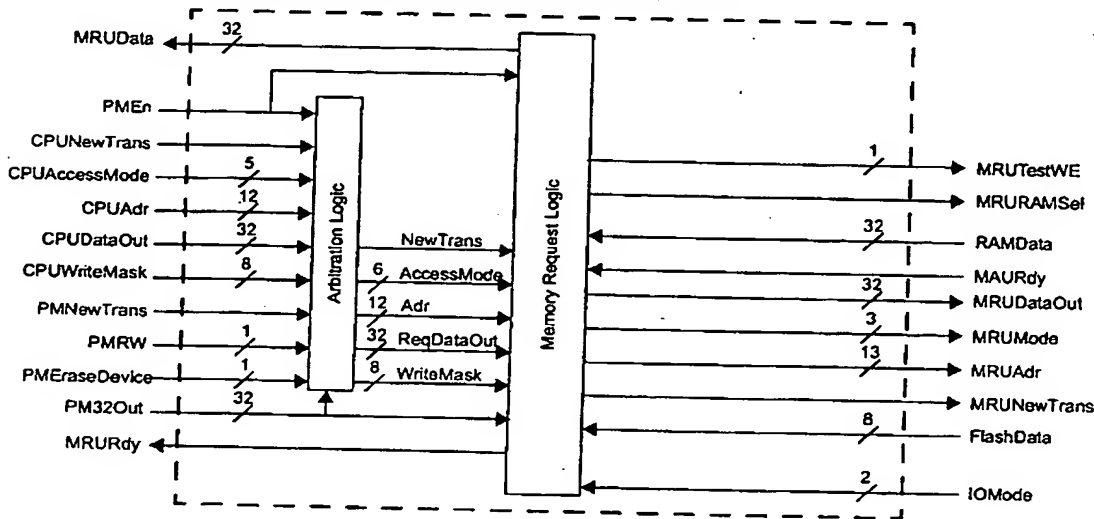 MRUData
32
PMEn
CPUNewTrans
CPUAccessMode
5
CPUAdr
12
CPUDataOut
32
CPUWriteMask
8
PMNewTrans
PMRW
1
PMEraseDevice
1
PM32Out
32
MRURdy
Arbitration Logic
NewTrans
6
AccessMode
12
Adr
32
ReqDataOut
8
WriteMask
Memory Request Logic
1
MRUTestWE
MRURAMSel
32
RAMData
MAURdy
32
MRUDataOut
3
MRUMode
13
MRUAdr
MRUNewTrans
8
FlashData
2
IOMode